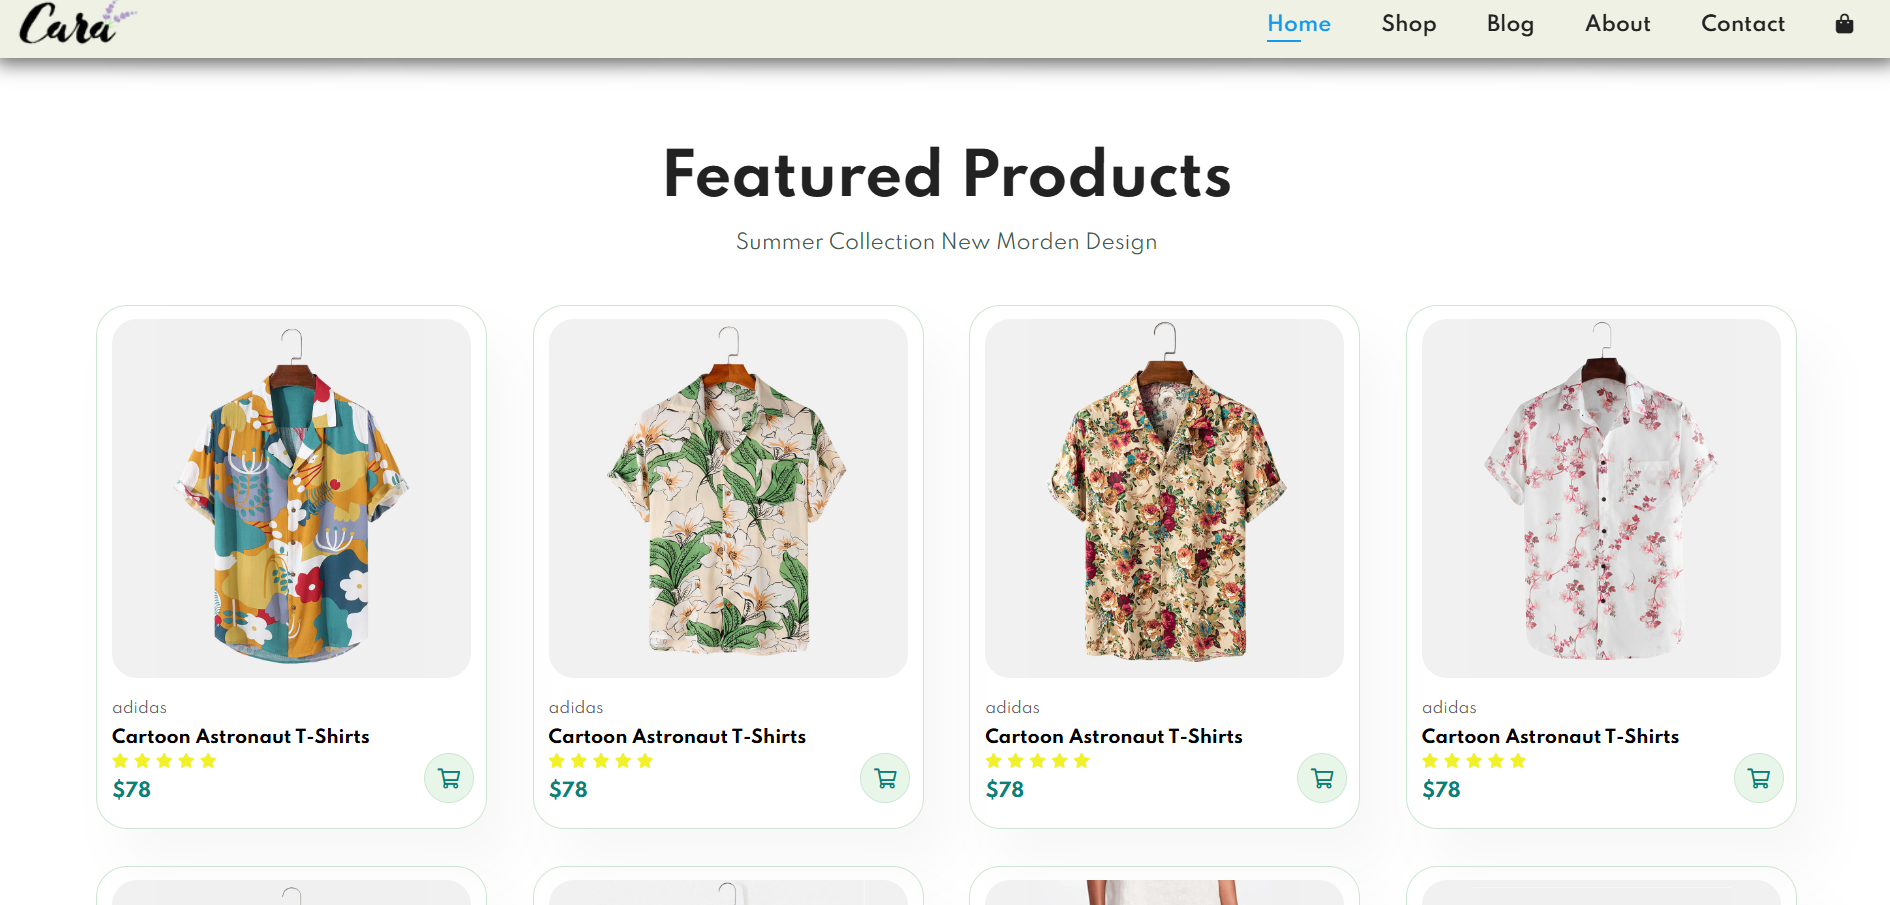 Cara
Home Shop Blog About Contact
Featured Products
Summer Collection New Morden Design
adidas adidas adidas adidas
Cartoon Astronaut T-Shirts Cartoon Astronaut T-Shirts Cartoon Astronaut T-Shirts Cartoon Astronaut T-Shirts
$78 $78 $78 $78